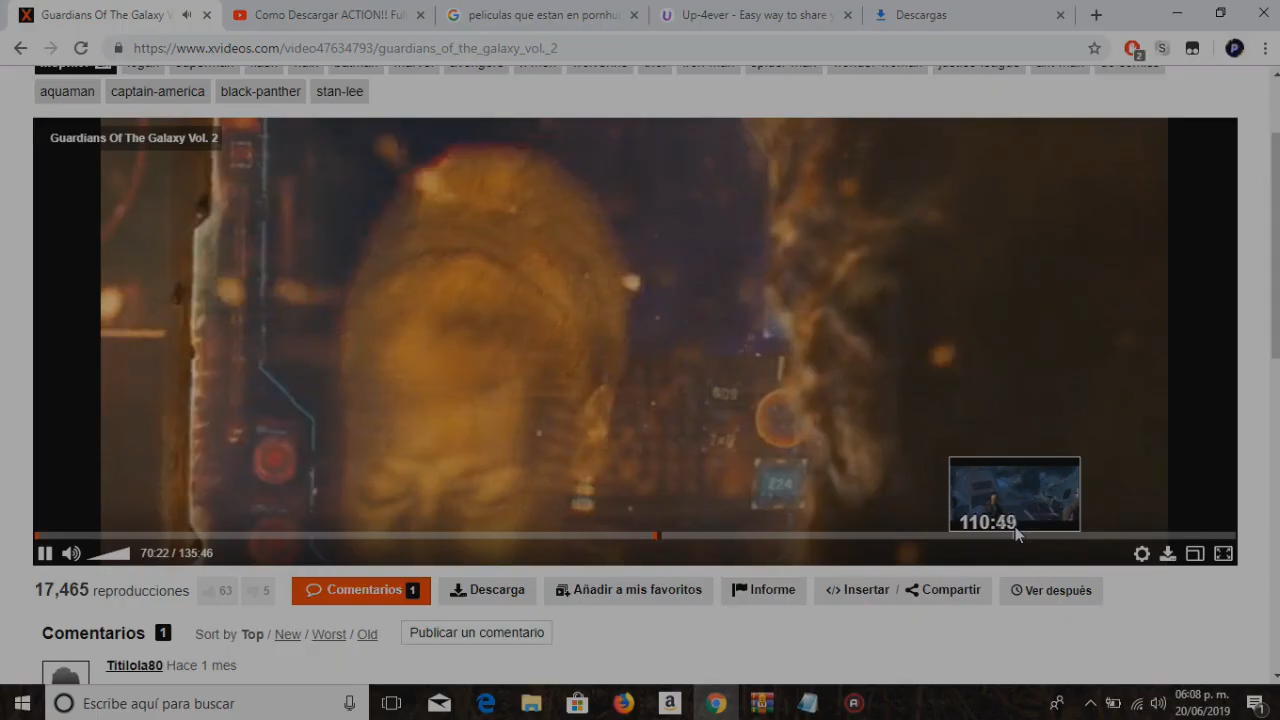 Guardians Of The Galaxy V
Como Descargar ACTION!! Ful
peliculas que estan en pornhu
Up-4ever - Easy way to share y
Descargas
https://www.xvideos.com/video47634793/guardians_of_the_galaxy_vol._2
2
P
aquaman
captain-america
black-panther
stan-lee
Guardians Of The Galaxy Vol. 2
Z24
110:49
70:22 / 135:46
17,465 reproducciones
63
5
Comentarios 1
Descarga
Añadir a mis favoritos
Informe
</> Insertar / Compartir
Ver después
Comentarios 1
Sort by Top / New / Worst / Old
Publicar un comentario
Titilola80 Hace 1 mes
Escribe aquí para buscar
06:08 p. m.
20/06/2019
1